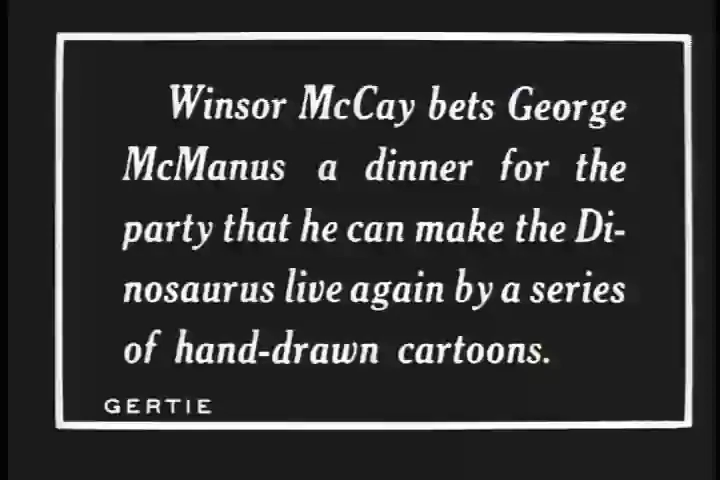 Winsor McCay bets George
McManus a dinner for the
party that he can make the Di-
nosaurus live again by a series
of hand-drawn cartoons.
GERTIE